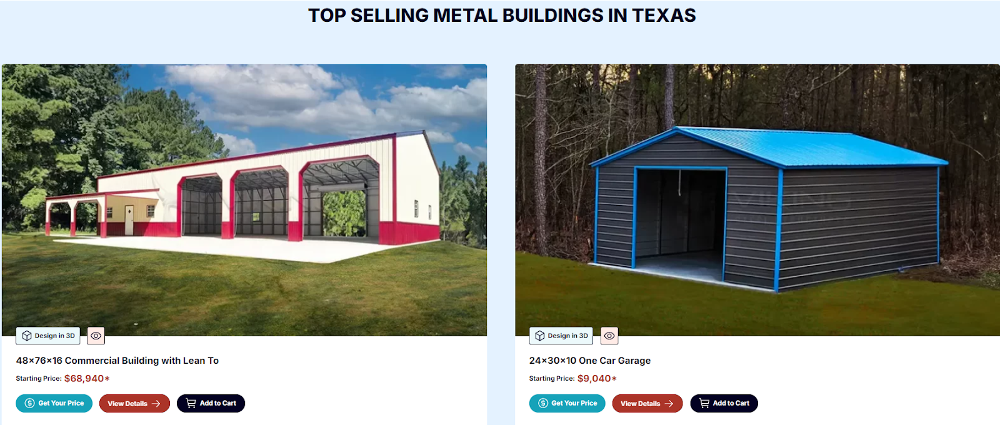 TOP SELLING METAL BUILDINGS IN TEXAS
Design in 3D
48×76×16 Commercial Building with Lean To
Starting Price: $68,940*
Get Your Price
View Details
Add to Cart
Design in 3D
24×30×10 One Car Garage
Starting Price: $9,040*
Get Your Price
View Details
Add to Cart